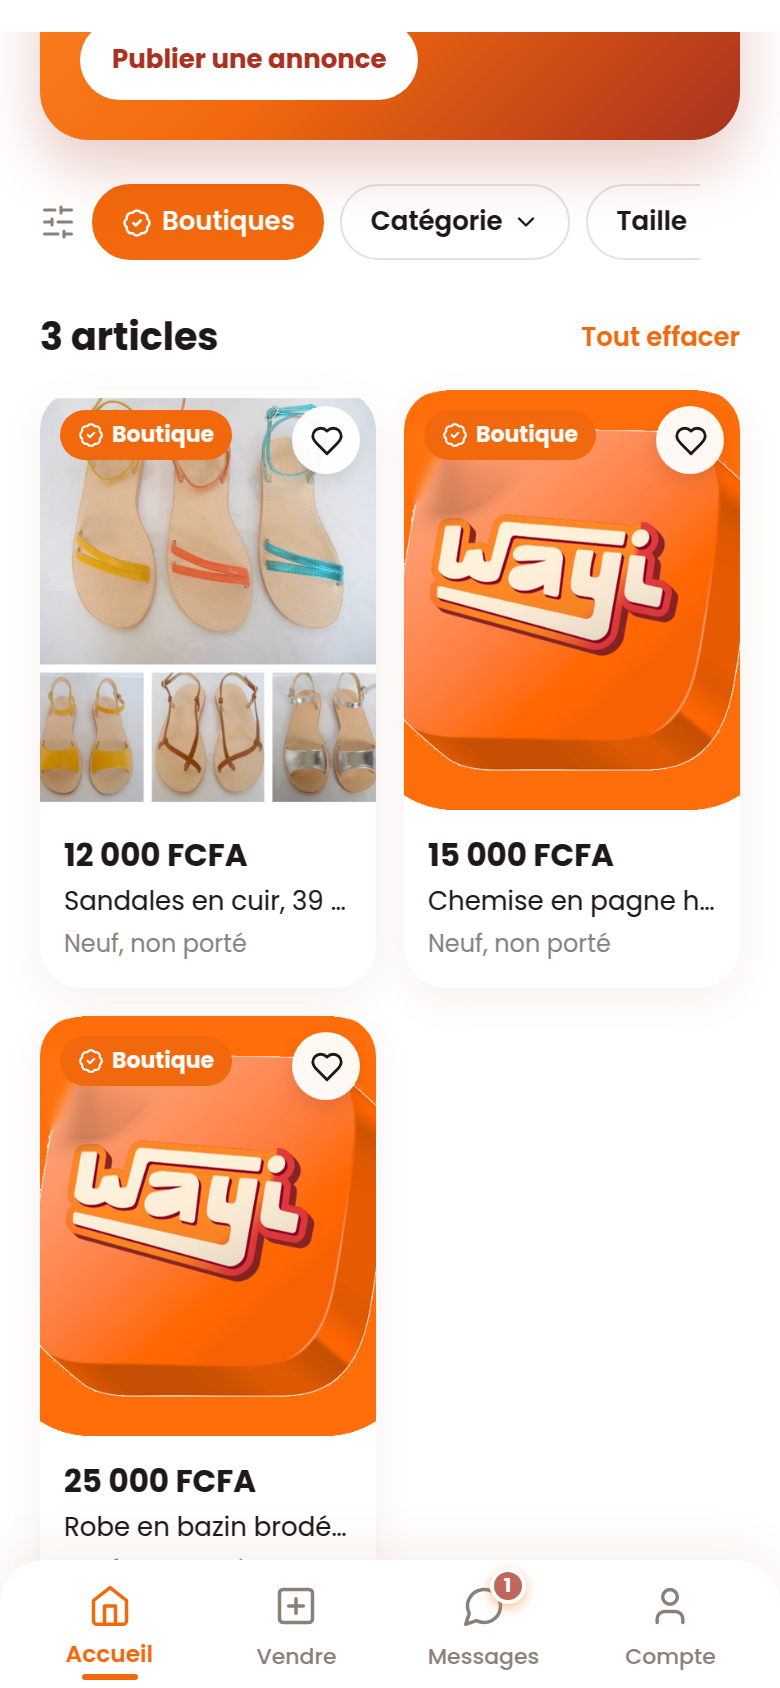 Publier une annonce
Boutiques
Catégorie
Taille
3 articles
Tout effacer
Boutique
Boutique
wayi
12 000 FCFA
Sandales en cuir, 39 ...
Neuf, non porté
15 000 FCFA
Chemise en pagne h...
Neuf, non porté
Boutique
wayi
25 000 FCFA
Robe en bazin brodé...
1
Accueil
Vendre
Messages
Compte